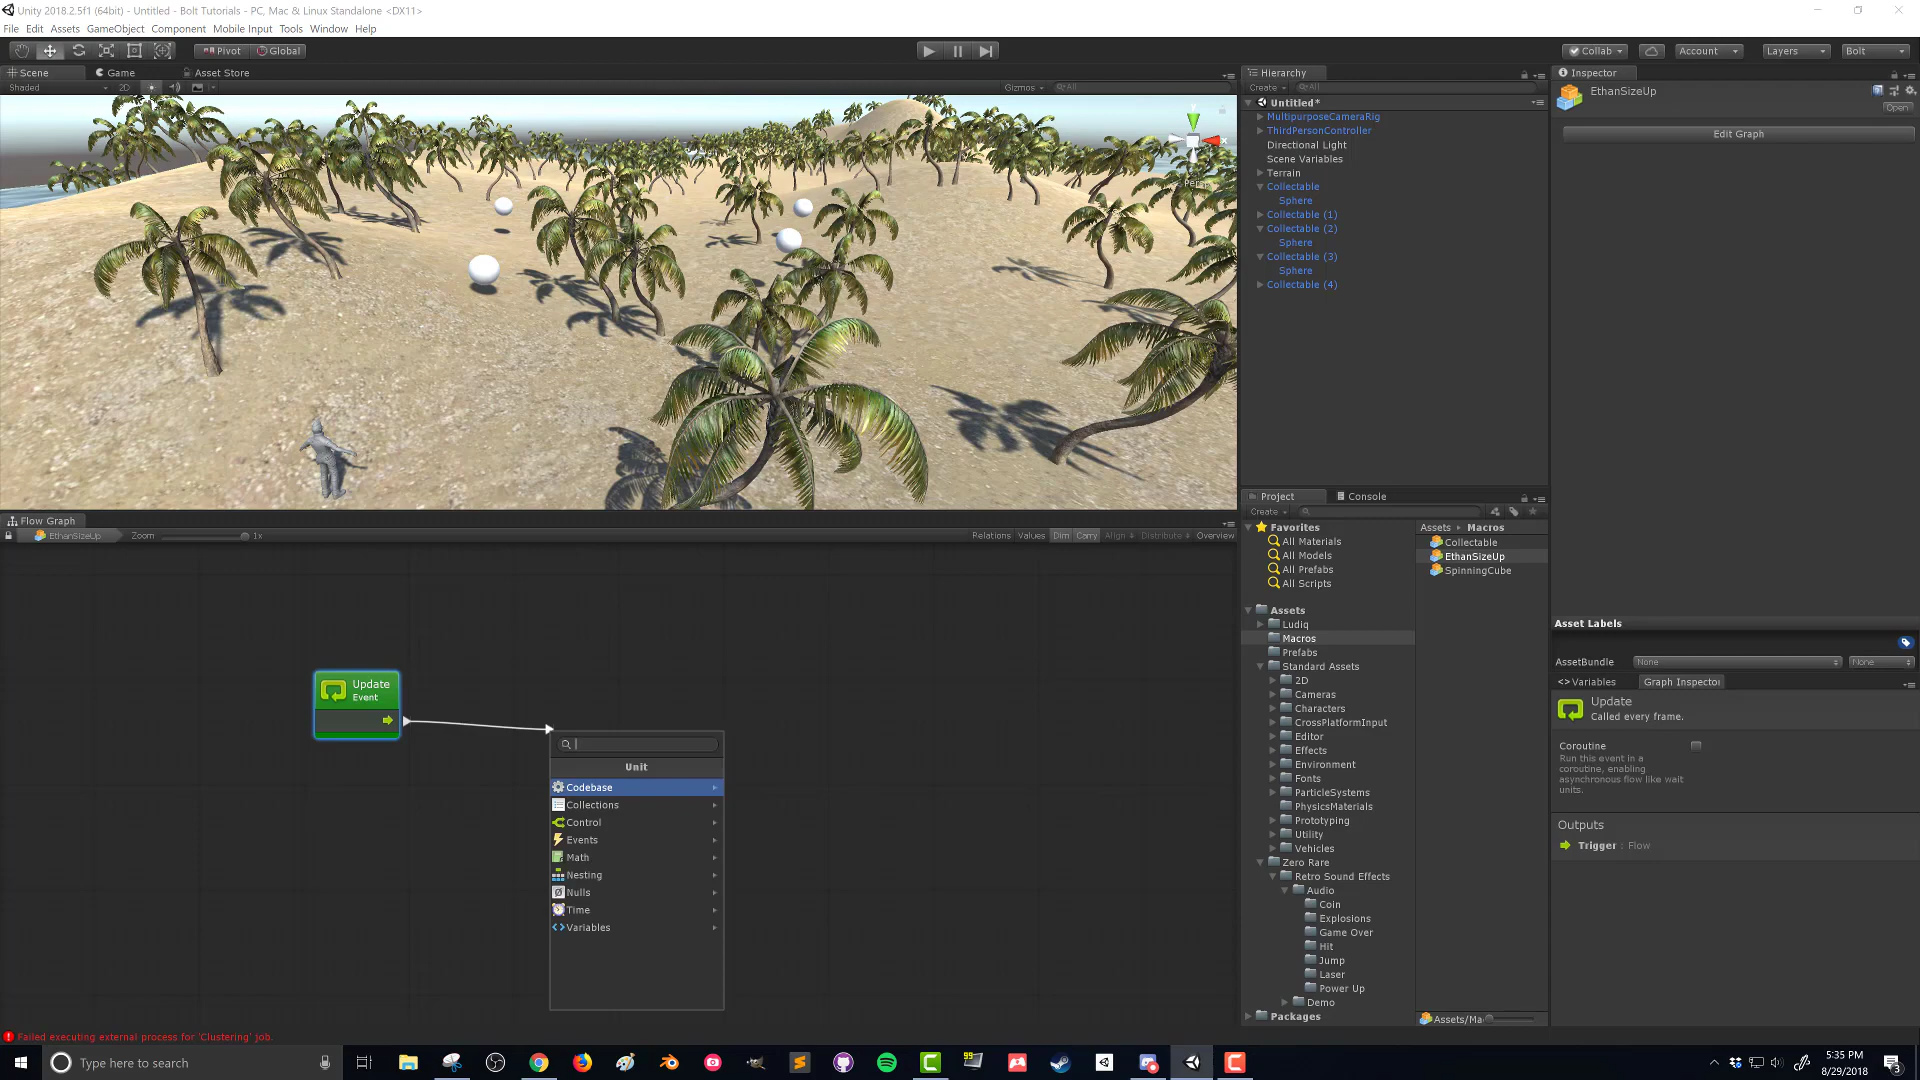 Unity 2018.2.5f1 (64bit) - Untitled - Bolt Tutorials - PC, Mac & Linux Standalone <DX11>
File Edit Assets GameObject Component Mobile Input Tools Window Help
Pivot Global Collab Account Layers Bolt
Scene Game Asset Store
Shaded 2D Gizmos All
Persp
Hierarchy
Create All
Untitled*
MultipurposeCameraRig
ThirdPersonController
Directional Light
Scene Variables
Terrain
Collectable
Sphere
Collectable (1)
Collectable (2)
Sphere
Collectable (3)
Sphere
Collectable (4)
Inspector
EthanSizeUp
Open
Edit Graph
Flow Graph
EthanSizeUp Zoom 1x Relations Values Dim Carry Align Distribute Overview
Update
Event
Unit
Codebase
Collections
Control
Events
Math
Nesting
Nulls
Time
Variables
Project Console
Create
Favorites
All Materials
All Models
All Prefabs
All Scripts
Assets
Ludiq
Macros
Prefabs
Standard Assets
2D
Cameras
Characters
CrossPlatformInput
Editor
Effects
Environment
Fonts
ParticleSystems
PhysicsMaterials
Prototyping
Utility
Vehicles
Zero Rare
Retro Sound Effects
Audio
Coin
Explosions
Game Over
Hit
Jump
Laser
Power Up
Demo
Packages
Assets Macros
Collectable
EthanSizeUp
SpinningCube
Assets/Ma
Asset Labels
AssetBundle None None
Variables Graph Inspector
Update
Called every frame.
Coroutine
Run this event in a
coroutine, enabling
asynchronous flow like wait
units.
Outputs
Trigger : Flow
Failed executing external process for 'Clustering' job.
Type here to search
99
5:35 PM
8/29/2018
3